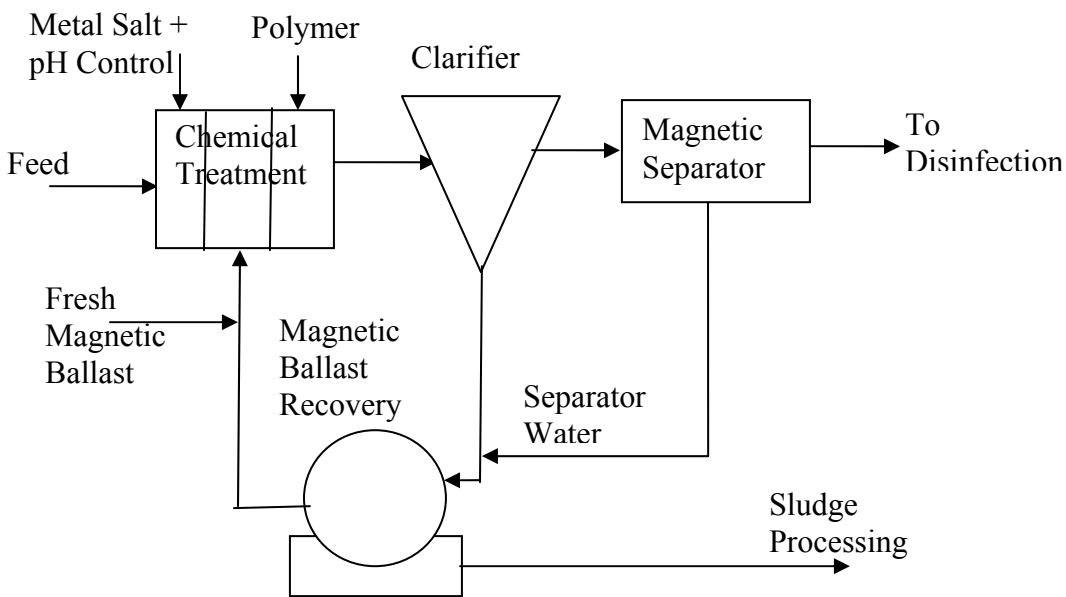 Metal Salt +
pH Control
Polymer
Clarifier
Feed
Chemical
Treatment
Magnetic
Separator
To
Disinfection
Fresh
Magnetic
Ballast
Magnetic
Ballast
Recovery
Separator
Water
Sludge
Processing